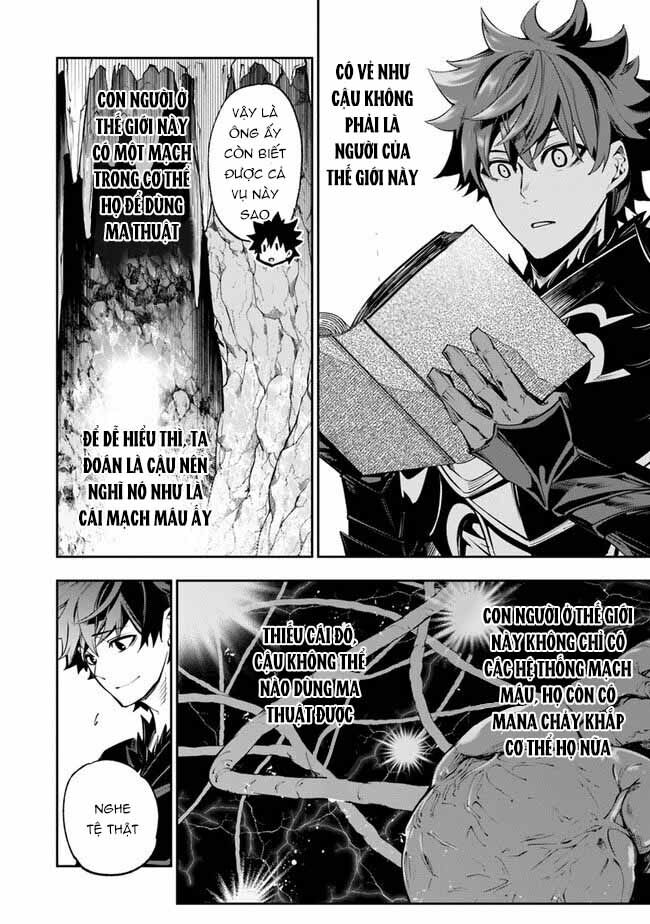 CÓ VẺ NHƯ
CẬU KHÔNG
PHẢI LÀ
NGƯỜI CỦA
THẾ GIỚI NÀY
VẬY LÀ
ÔNG ẤY
CÒN BIẾT
ĐƯỢC CẢ
VỤ NÀY
SAO
CON NGƯỜI Ở
THẾ GIỚI NÀY
CÓ MỘT MẠCH
TRONG CƠ THỂ
HỌ ĐỂ DÙNG
MA THUẬT
ĐỂ DỄ HIỂU THÌ, TA
ĐOÁN LÀ CẬU NÊN
NGHĨ NÓ NHƯ LÀ
CÁI MẠCH MÁU ẤY
CON NGƯỜI Ở THẾ GIỚI
NÀY KHÔNG CHỈ CÓ
CÁC HỆ THỐNG MẠCH
MÁU, HỌ CÒN CÓ
MANA CHẢY KHẮP
CƠ THỂ HỌ NỮA
THIẾU CÁI ĐÓ,
CẬU KHÔNG THỂ
NÀO DÙNG MA
THUẬT ĐƯỢC
NGHE
TỆ THẬT